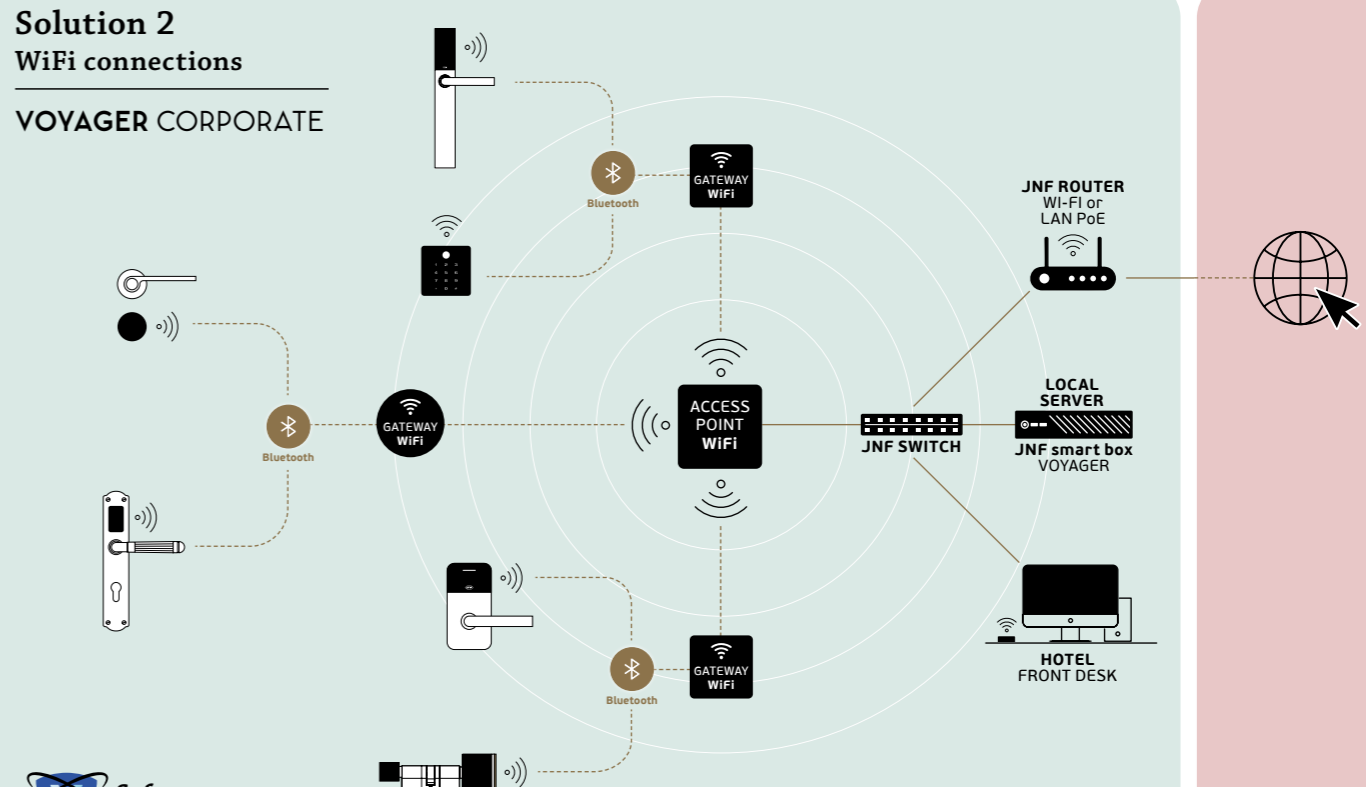 Solution 2
WiFi connections
VOYAGER CORPORATE
Bluetooth
GATEWAY
WiFi
JNF ROUTER
WI-FI or
LAN PoE
Bluetooth
GATEWAY
WiFi
ACCESS
POINT
WiFi
JNF SWITCH
LOCAL
SERVER
JNF smart box
VOYAGER
Bluetooth
GATEWAY
WiFi
HOTEL
FRONT DESK